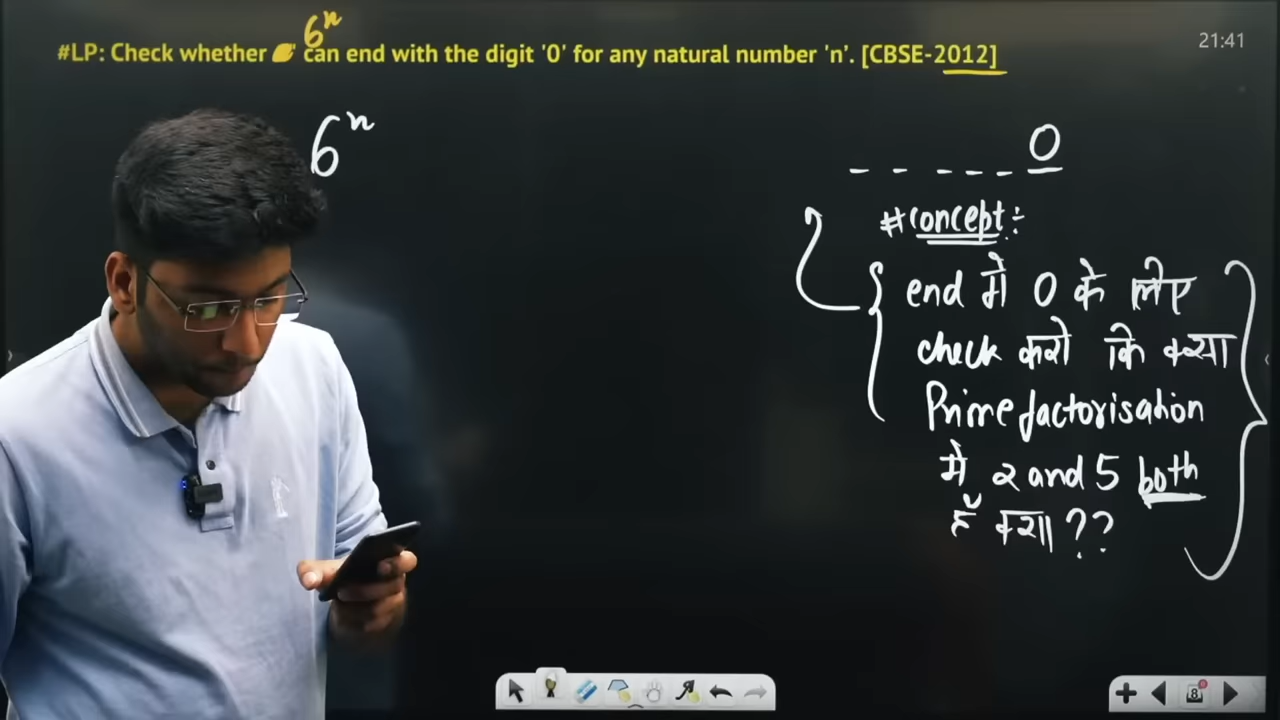 6ⁿ
#LP: Check whether can end with the digit '0' for any natural number 'n'. [CBSE-2012]
21:41
6ⁿ
- - - - - 0
#concept:
end में 0 के लिए
check करो कि क्या
Prime factorisation
में 2 and 5 both
हैं क्या ??
8